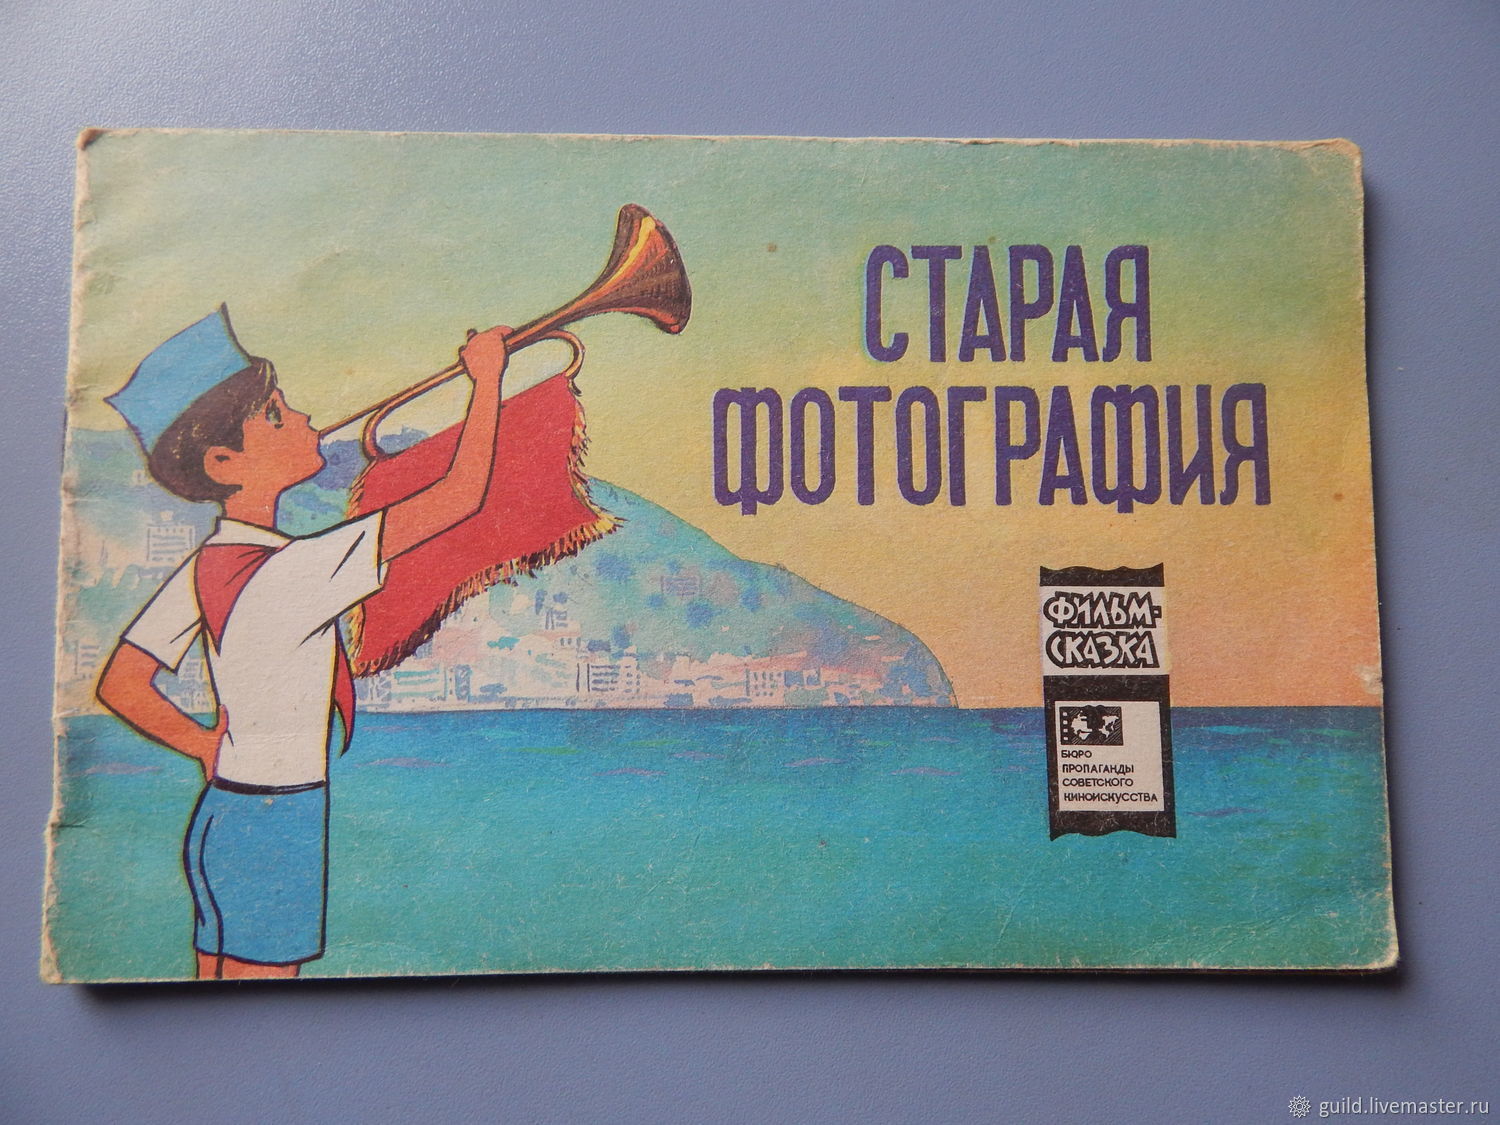 СТАРАЯ
ФОТОГРАФИЯ
ФИЛЬМ-
СКАЗКА
БЮРО
ПРОПАГАНДЫ
СОВЕТСКОГО
КИНОИСКУССТВА
guild.livemaster.ru